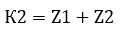 К2 = Z1 + Z2